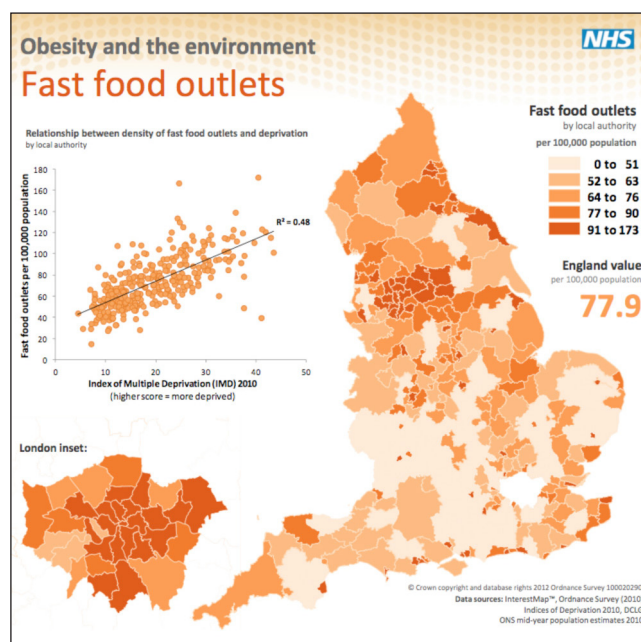 Obesity and the environment
NHS
Fast food outlets
Relationship between density of fast food outlets and deprivation
by local authority
Fast food outlets per 100,000 population
180
160
140
120
100
80
60
40
20
0
R² = 0.48
0
10
20
30
40
50
Index of Multiple Deprivation (IMD) 2010
(higher score = more deprived)
Fast food outlets
by local authority
per 100,000 population
0 to 51
52 to 63
64 to 76
77 to 90
91 to 173
England value
per 100,000 population
77.9
London inset:
© Crown copyright and database rights 2012 Ordnance Survey 100020290
Data sources: InterestMap™, Ordnance Survey (2010)
Indices of Deprivation 2010, DCLG
ONS mid-year population estimates 2010